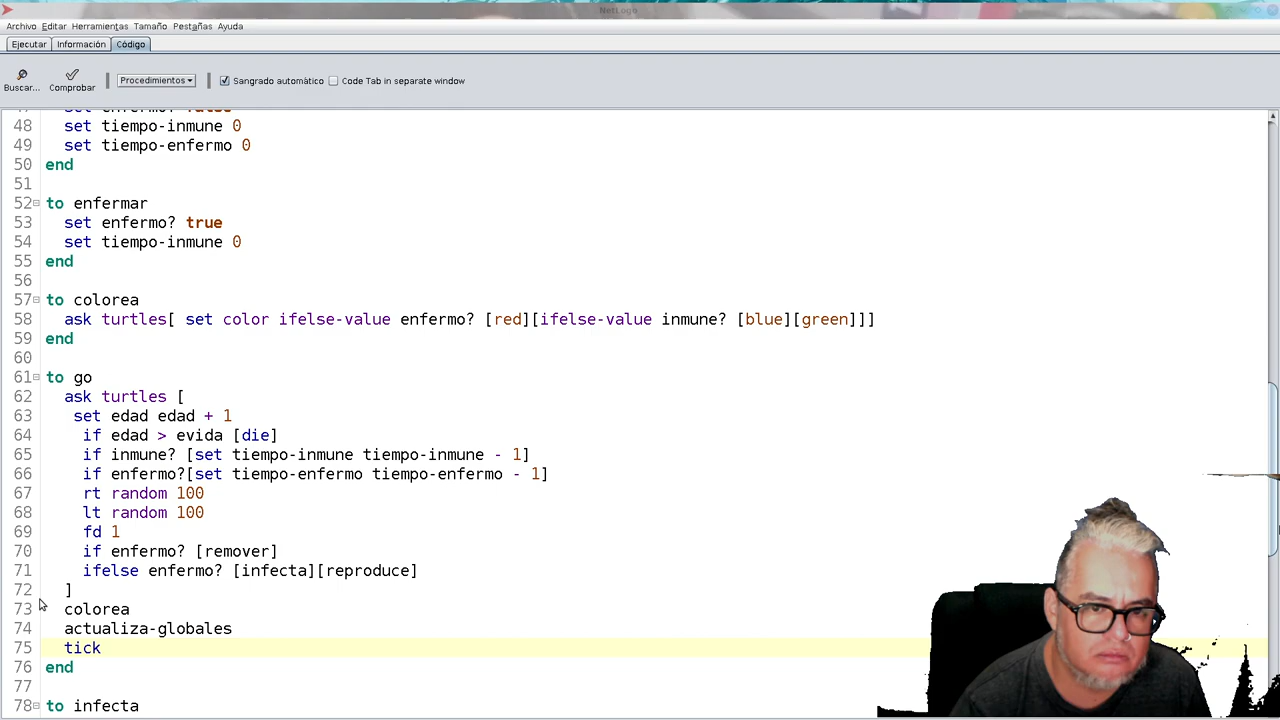 NetLogo
Archivo Editar Herramientas Tamaño Pestañas Ayuda
Ejecutar Información Código
Buscar... Comprobar Procedimientos Sangrado automático Code Tab in separate window
47 set enfermo? false
48 set tiempo-inmune 0
49 set tiempo-enfermo 0
50 end
51
52 to enfermar
53 set enfermo? true
54 set tiempo-inmune 0
55 end
56
57 to colorea
58 ask turtles[ set color ifelse-value enfermo? [red][ifelse-value inmune? [blue][green]]]
59 end
60
61 to go
62 ask turtles [
63 set edad edad + 1
64 if edad > evida [die]
65 if inmune? [set tiempo-inmune tiempo-inmune - 1]
66 if enfermo?[set tiempo-enfermo tiempo-enfermo - 1]
67 rt random 100
68 lt random 100
69 fd 1
70 if enfermo? [remover]
71 ifelse enfermo? [infecta][reproduce]
72 ]
73 colorea
74 actualiza-globales
75 tick
76 end
77
78 to infecta